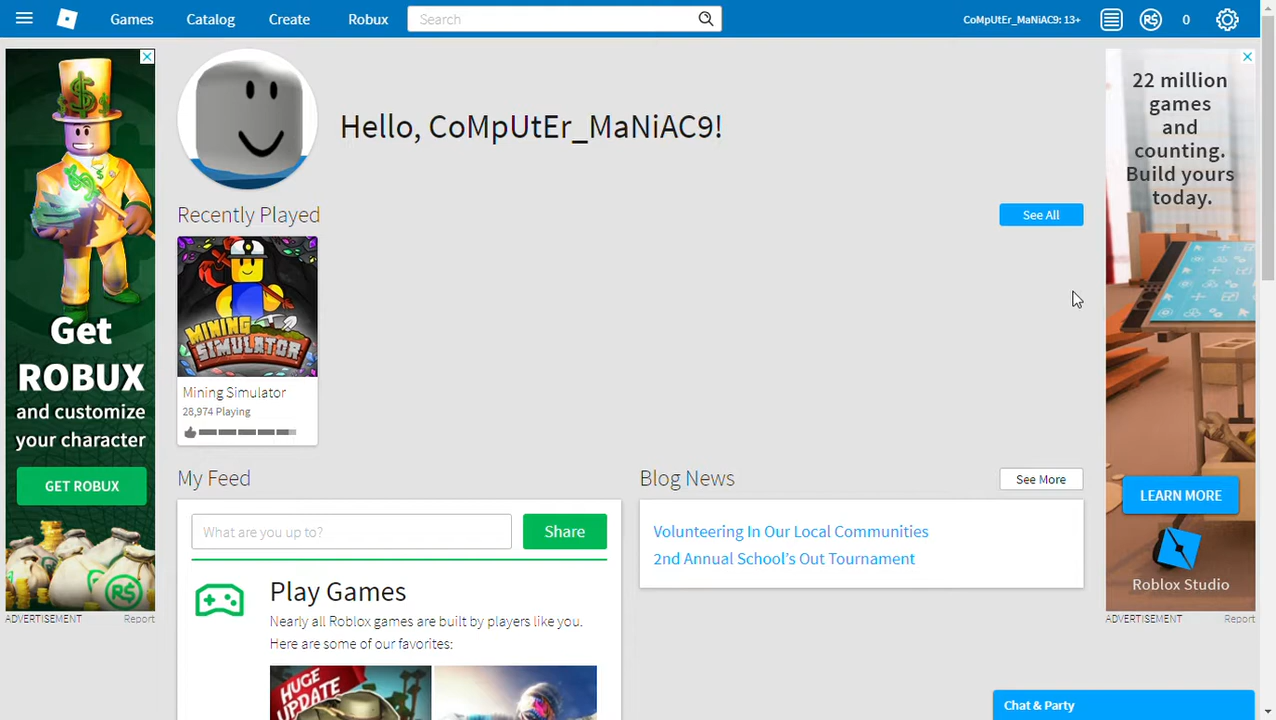 Games
Catalog
Create
Robux
Search
CoMpUtEr_MaNiAC9: 13+
0
Get
ROBUX
and customize
your character
GET ROBUX
ADVERTISEMENT Report
Hello, CoMpUtEr_MaNiAC9!
Recently Played
See All
MINING
SIMULATOR
Mining Simulator
28,974 Playing
My Feed
What are you up to?
Share
Play Games
Nearly all Roblox games are built by players like you.
Here are some of our favorites:
HUGE
UPDATE
Blog News
See More
Volunteering In Our Local Communities
2nd Annual School's Out Tournament
22 million
games
and
counting.
Build yours
today.
LEARN MORE
Roblox Studio
ADVERTISEMENT Report
Chat & Party